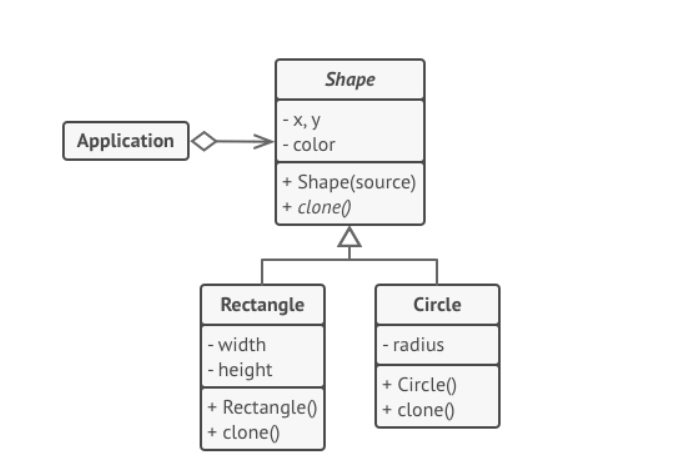 Shape
- x, y
- color
+ Shape(source)
+ clone()
Application
Rectangle
- width
- height
+ Rectangle()
+ clone()
Circle
- radius
+ Circle()
+ clone()